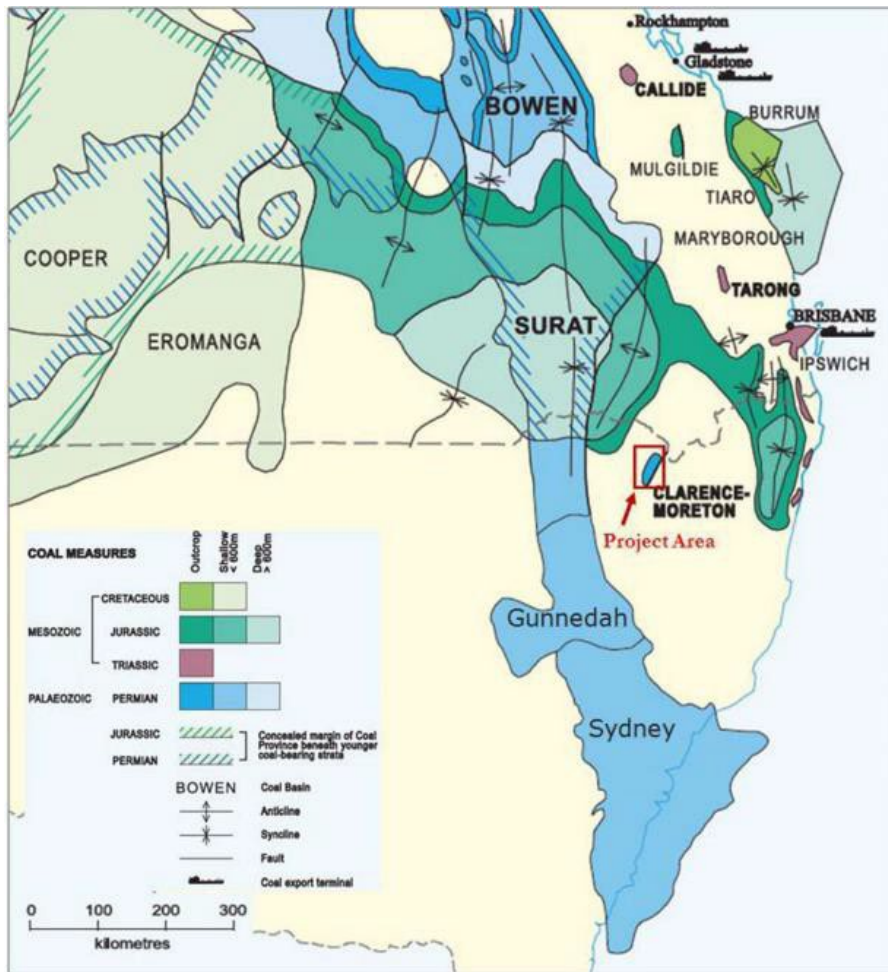 Rockhampton
Gladstone
CALLIDE
BOWEN
BURRUM
MULGILDIE
TIARO
MARYBOROUGH
COOPER
TARONG
SURAT
BRISBANE
EROMANGA
IPSWICH
CLARENCE-
MORETON
Project Area
Gunnedah
Sydney
COAL MEASURES
Outcrop
Shallow
< 600m
Deep
> 600m
CRETACEOUS
MESOZOIC
JURASSIC
TRIASSIC
PALAEOZOIC
PERMIAN
JURASSIC
Concealed margin of Coal
Province beneath younger
coal-bearing strata
PERMIAN
BOWEN
Coal Basin
Anticline
Syncline
Fault
Coal export terminal
0 100 200 300
kilometres